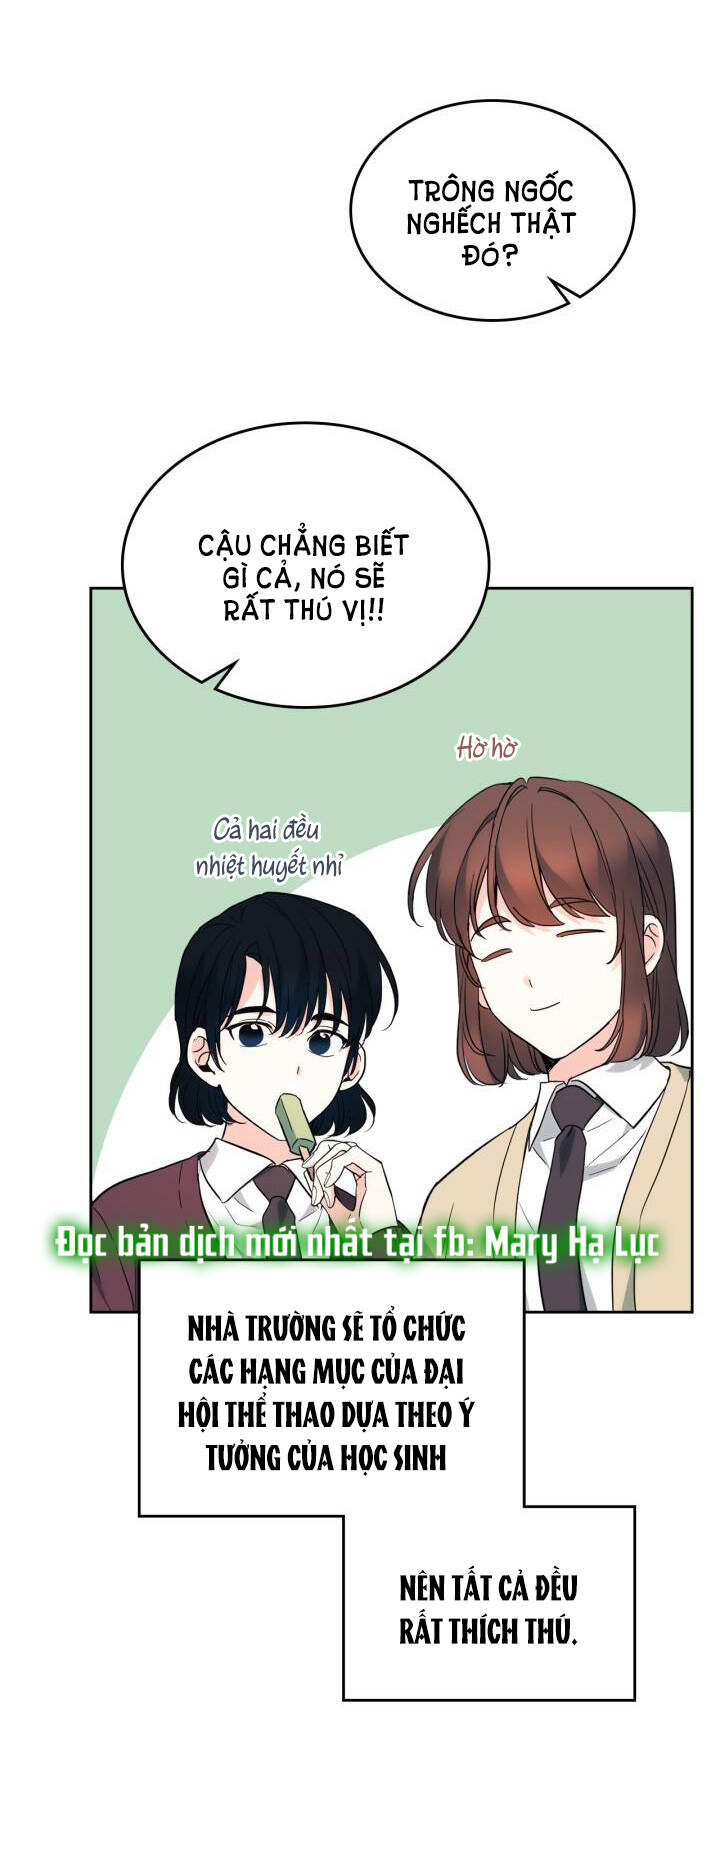 TRÔNG NGỐC
NGHẾCH THẬT
ĐÓ?
CẬU CHẲNG BIẾT
GÌ CẢ, NÓ SẼ
RẤT THÚ VỊ!!
Hờ hờ
Cả hai đều
nhiệt huyết nhỉ
Đọc bản dịch mới nhất tại fb: Mary Hạ Lục
NHÀ TRƯỜNG SẼ TỔ CHỨC
CÁC HẠNG MỤC CỦA ĐẠI
HỘI THỂ THAO DỰA THEO Ý
TƯỞNG CỦA HỌC SINH
NÊN TẤT CẢ ĐỀU
RẤT THÍCH THÚ.